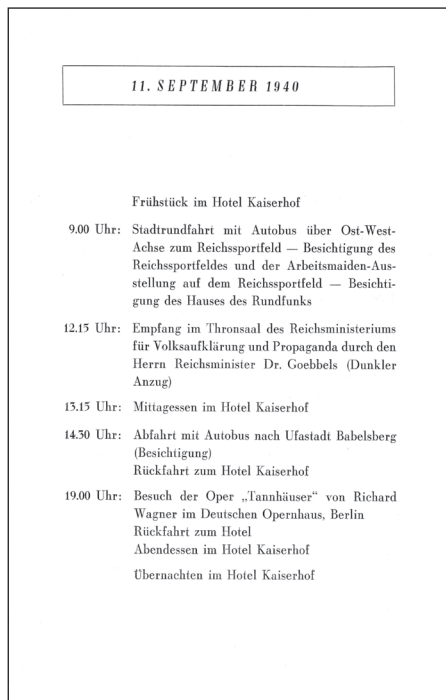 11. SEPTEMBER 1940
Frühstück im Hotel Kaiserhof
9.00 Uhr: Stadtrundfahrt mit Autobus über Ost-West-
Achse zum Reichssportfeld — Besichtigung des
Reichssportfeldes und der Arbeitsmaiden-Aus-
stellung auf dem Reichssportfeld — Besichti-
gung des Hauses des Rundfunks
12.15 Uhr: Empfang im Thronsaal des Reichsministeriums
für Volksaufklärung und Propaganda durch den
Herrn Reichsminister Dr. Goebbels (Dunkler
Anzug)
13.15 Uhr: Mittagessen im Hotel Kaiserhof
14.30 Uhr: Abfahrt mit Autobus nach Ufastadt Babelsberg
(Besichtigung)
Rückfahrt zum Hotel Kaiserhof
19.00 Uhr: Besuch der Oper „Tannhäuser“ von Richard
Wagner im Deutschen Opernhaus, Berlin
Rückfahrt zum Hotel
Abendessen im Hotel Kaiserhof
Übernachten im Hotel Kaiserhof